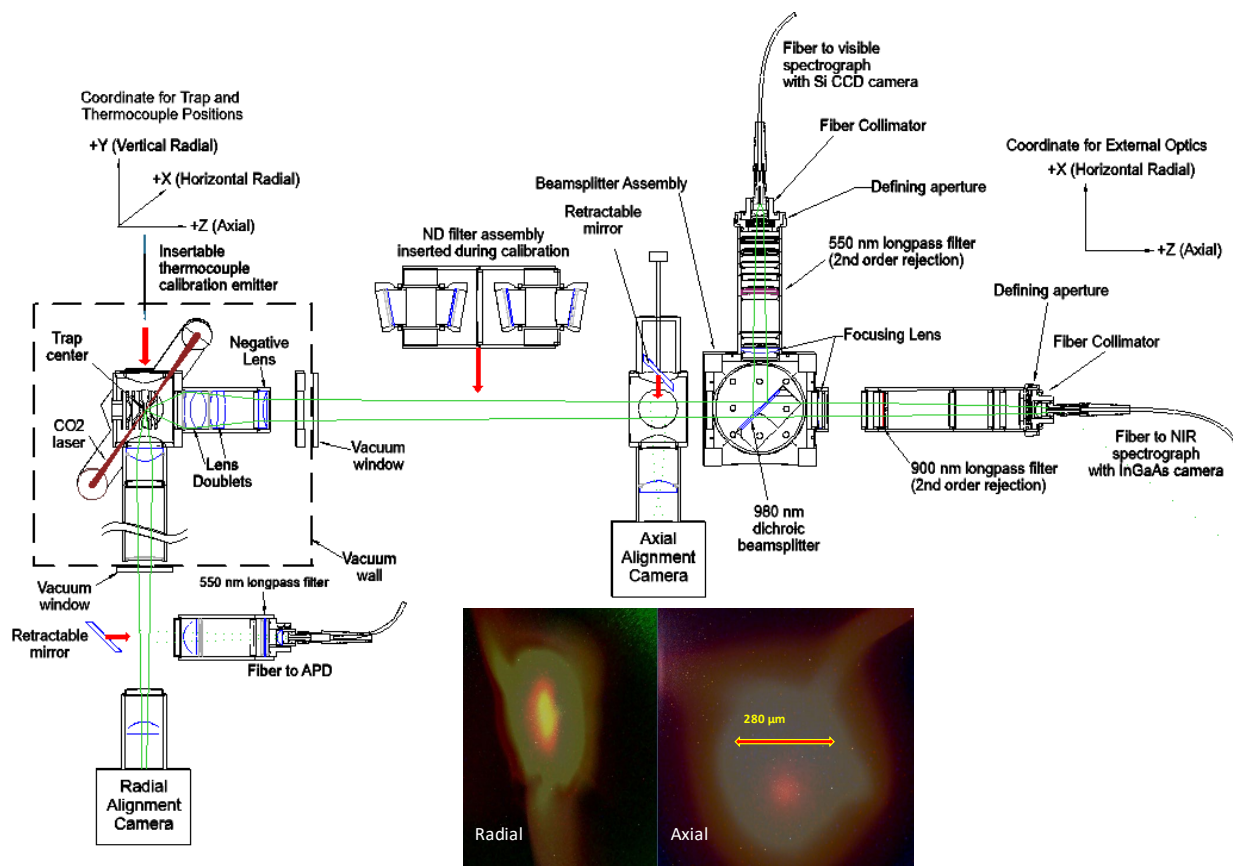 Coordinate for Trap and
Thermocouple Positions
+Y (Vertical Radial)
+X (Horizontal Radial)
+Z (Axial)
Insertable
thermocouple
calibration emitter
Trap
center
Negative
Lens
CO2
laser
Lens
Doublets
Vacuum
window
Vacuum
wall
Vacuum
window
550 nm longpass filter
Retractable
mirror
Fiber to APD
Radial
Alignment
Camera
ND filter assembly
inserted during calibration
Beamsplitter Assembly
Retractable
mirror
Axial
Alignment
Camera
Fiber to visible
spectrograph
with Si CCD camera
Fiber Collimator
Defining aperture
550 nm longpass filter
(2nd order rejection)
Focusing Lens
980 nm
dichroic
beamsplitter
Coordinate for External Optics
+X (Horizontal Radial)
+Z (Axial)
Defining aperture
Fiber Collimator
Fiber to NIR
spectrograph
with InGaAs camera
900 nm longpass filter
(2nd order rejection)
280 µm
Radial
Axial